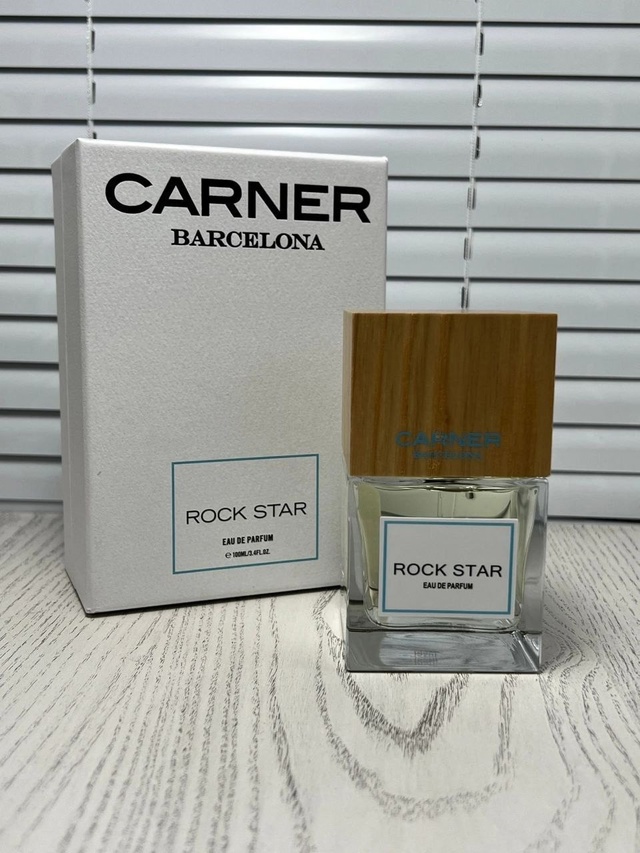 CARNER
BARCELONA
ROCK STAR
EAU DE PARFUM
℮ 100ML/3.4FL.OZ.
CARNER
BARCELONA
ROCK STAR
EAU DE PARFUM